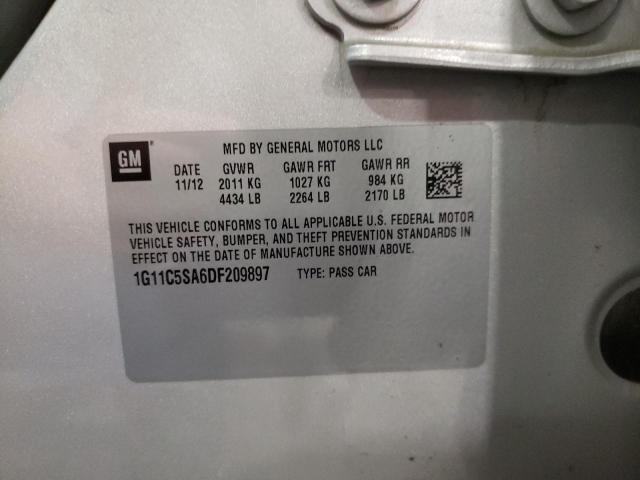 GM
MFD BY GENERAL MOTORS LLC
DATE GVWR GAWR FRT GAWR RR
11/12 2011 KG 1027 KG 984 KG
4434 LB 2264 LB 2170 LB
THIS VEHICLE CONFORMS TO ALL APPLICABLE U.S. FEDERAL MOTOR
VEHICLE SAFETY, BUMPER, AND THEFT PREVENTION STANDARDS IN
EFFECT ON THE DATE OF MANUFACTURE SHOWN ABOVE.
1G11C5SA6DF209897 TYPE: PASS CAR